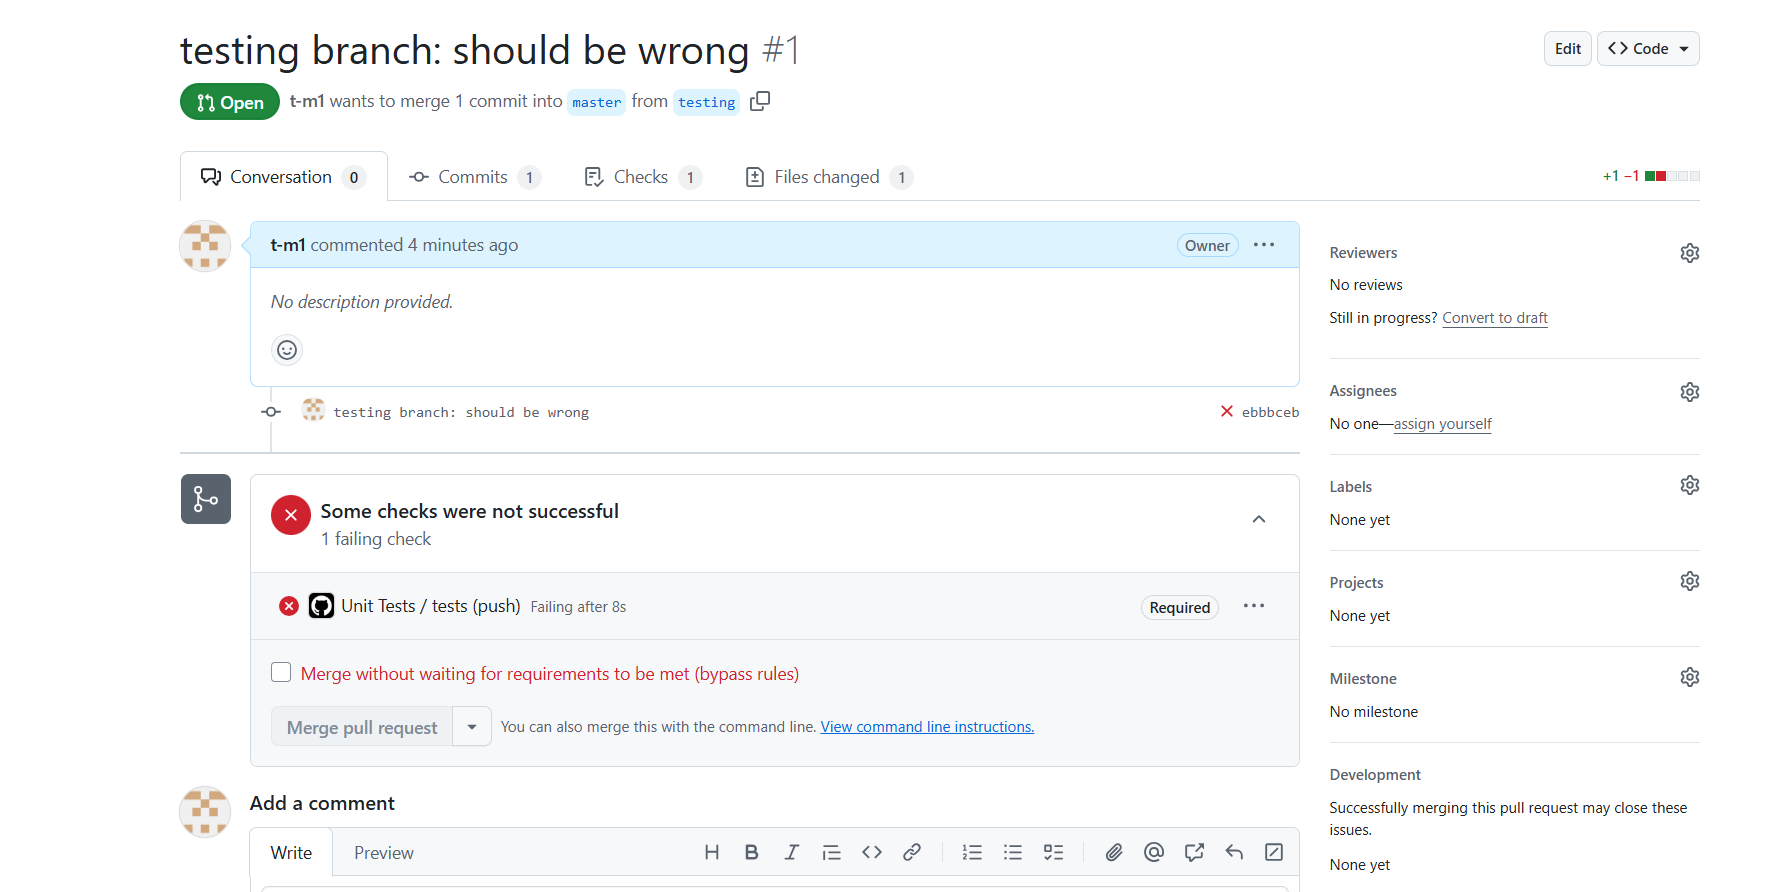 testing branch: should be wrong #1
Edit
Code
Open
t-m1 wants to merge 1 commit into master from testing
Conversation 0
Commits 1
Checks 1
Files changed 1
+1 −1
t-m1 commented 4 minutes ago
Owner
No description provided.
testing branch: should be wrong
ebbbceb
Some checks were not successful
1 failing check
Unit Tests / tests (push) Failing after 8s
Required
Merge without waiting for requirements to be met (bypass rules)
Merge pull request
You can also merge this with the command line. View command line instructions.
Add a comment
Write
Preview
Reviewers
No reviews
Still in progress? Convert to draft
Assignees
No one—assign yourself
Labels
None yet
Projects
None yet
Milestone
No milestone
Development
Successfully merging this pull request may close these
issues.
None yet